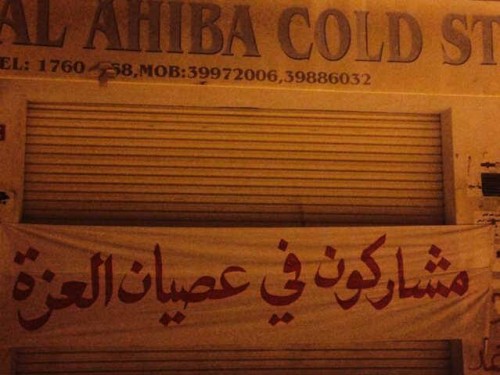 AL AHIBA COLD ST
EL: 1760 58,MOB:39972006,39886032
مشاركون في عصيان العزة